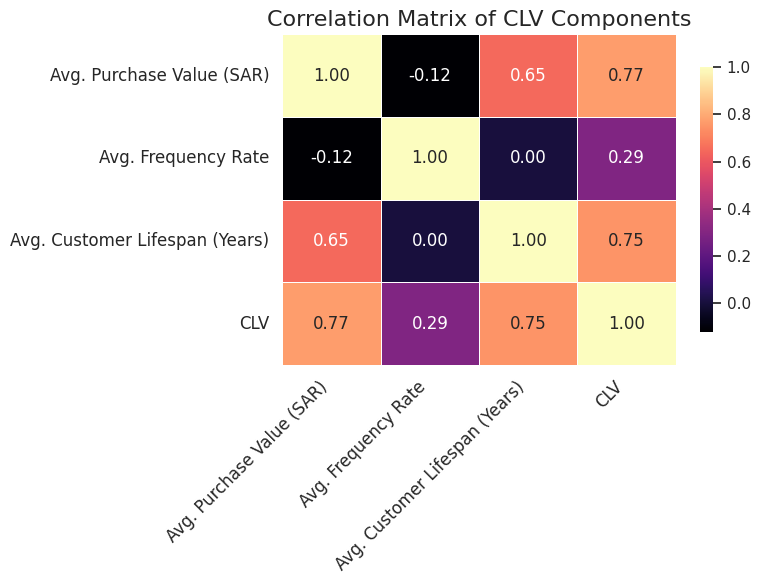 Correlation Matrix of CLV Components
Avg. Purchase Value (SAR) 1.00 -0.12 0.65 0.77
Avg. Frequency Rate -0.12 1.00 0.00 0.29
Avg. Customer Lifespan (Years) 0.65 0.00 1.00 0.75
CLV 0.77 0.29 0.75 1.00
Avg. Purchase Value (SAR)
Avg. Frequency Rate
Avg. Customer Lifespan (Years)
CLV
1.0
0.8
0.6
0.4
0.2
0.0